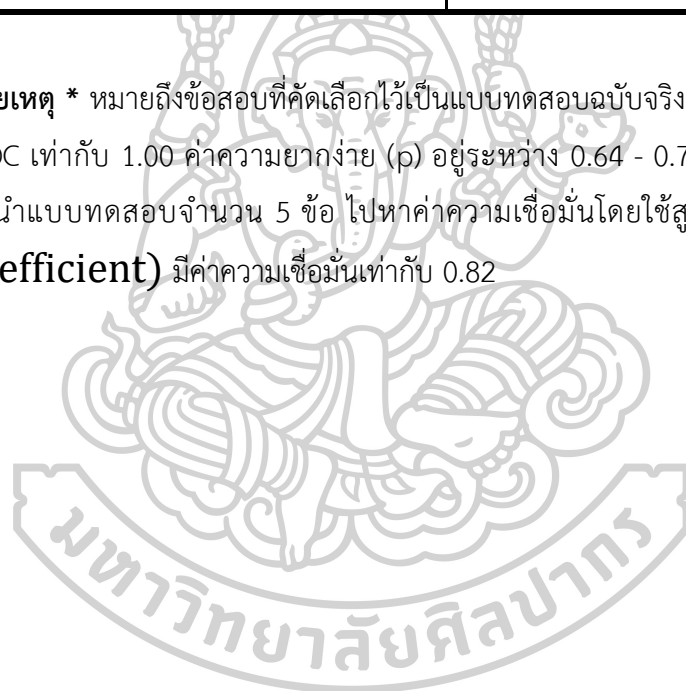 ยเหตุ * หมายถึงข้อสอบที่คัดเลือกไว้เป็นแบบทดสอบฉบับจริง
OC เท่ากับ 1.00 ค่าความยากง่าย (p) อยู่ระหว่าง 0.64 - 0.7
นำแบบทดสอบจำนวน 5 ข้อ ไปหาค่าความเชื่อมั่นโดยใช้สู
efficient) มีค่าความเชื่อมั่นเท่ากับ 0.82
มหาวิทยาลัยศิลปากร